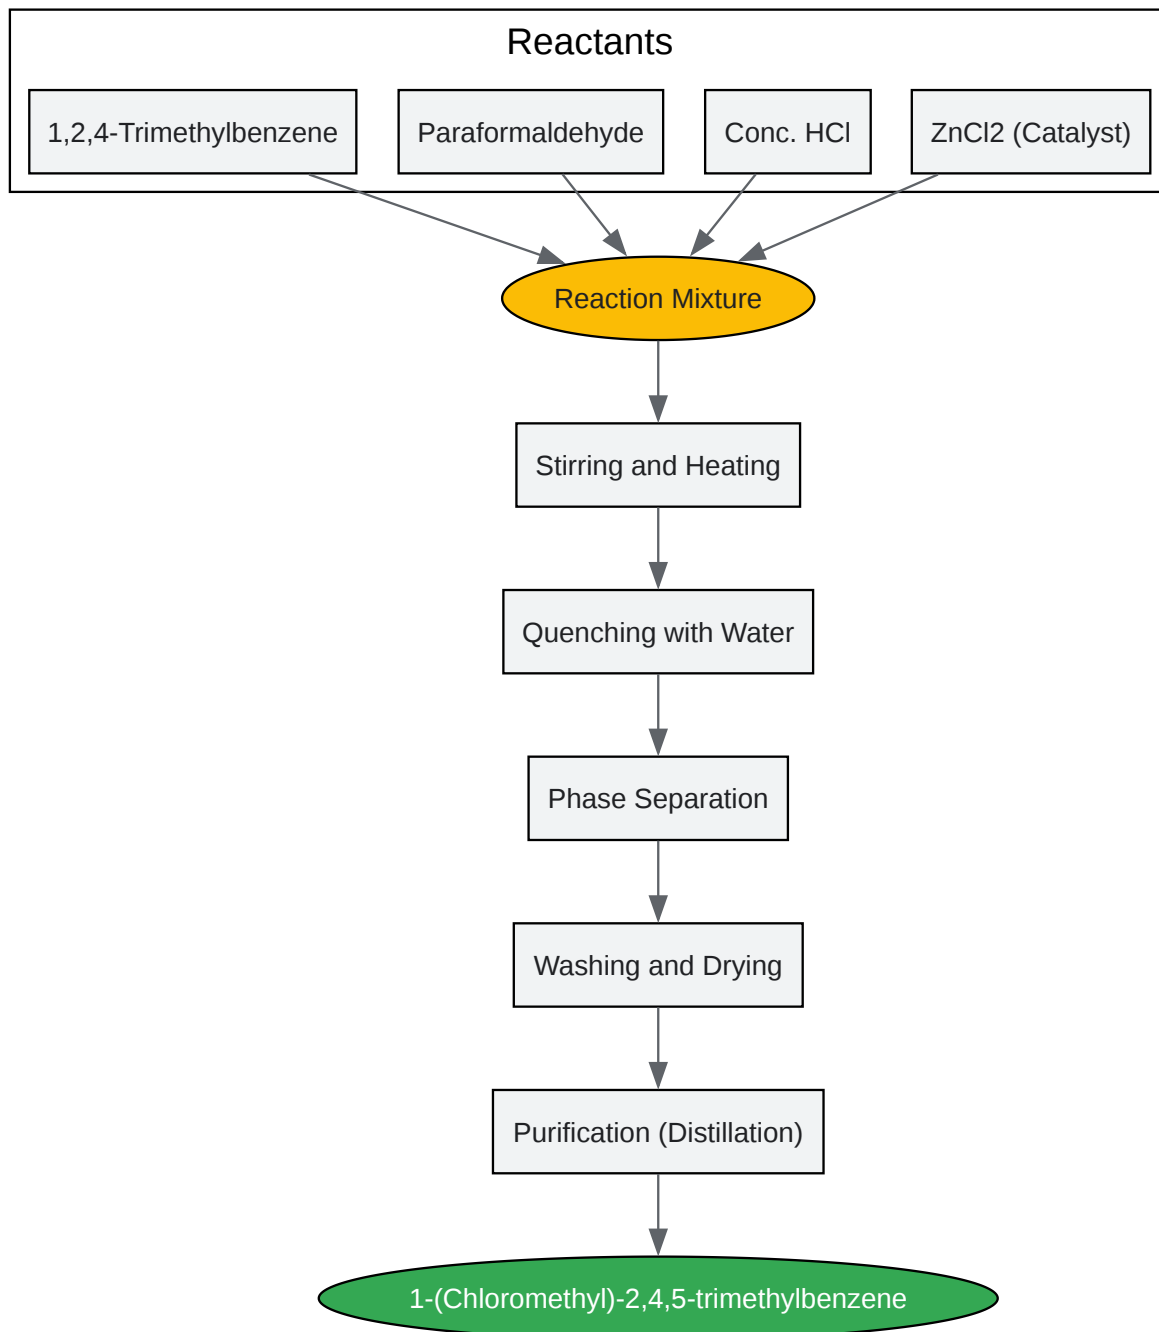 Reactants
1,2,4-Trimethylbenzene
Paraformaldehyde
Conc. HCl
ZnCl2 (Catalyst)
Reaction Mixture
Stirring and Heating
Quenching with Water
Phase Separation
Washing and Drying
Purification (Distillation)
1-(Chloromethyl)-2,4,5-trimethylbenzene